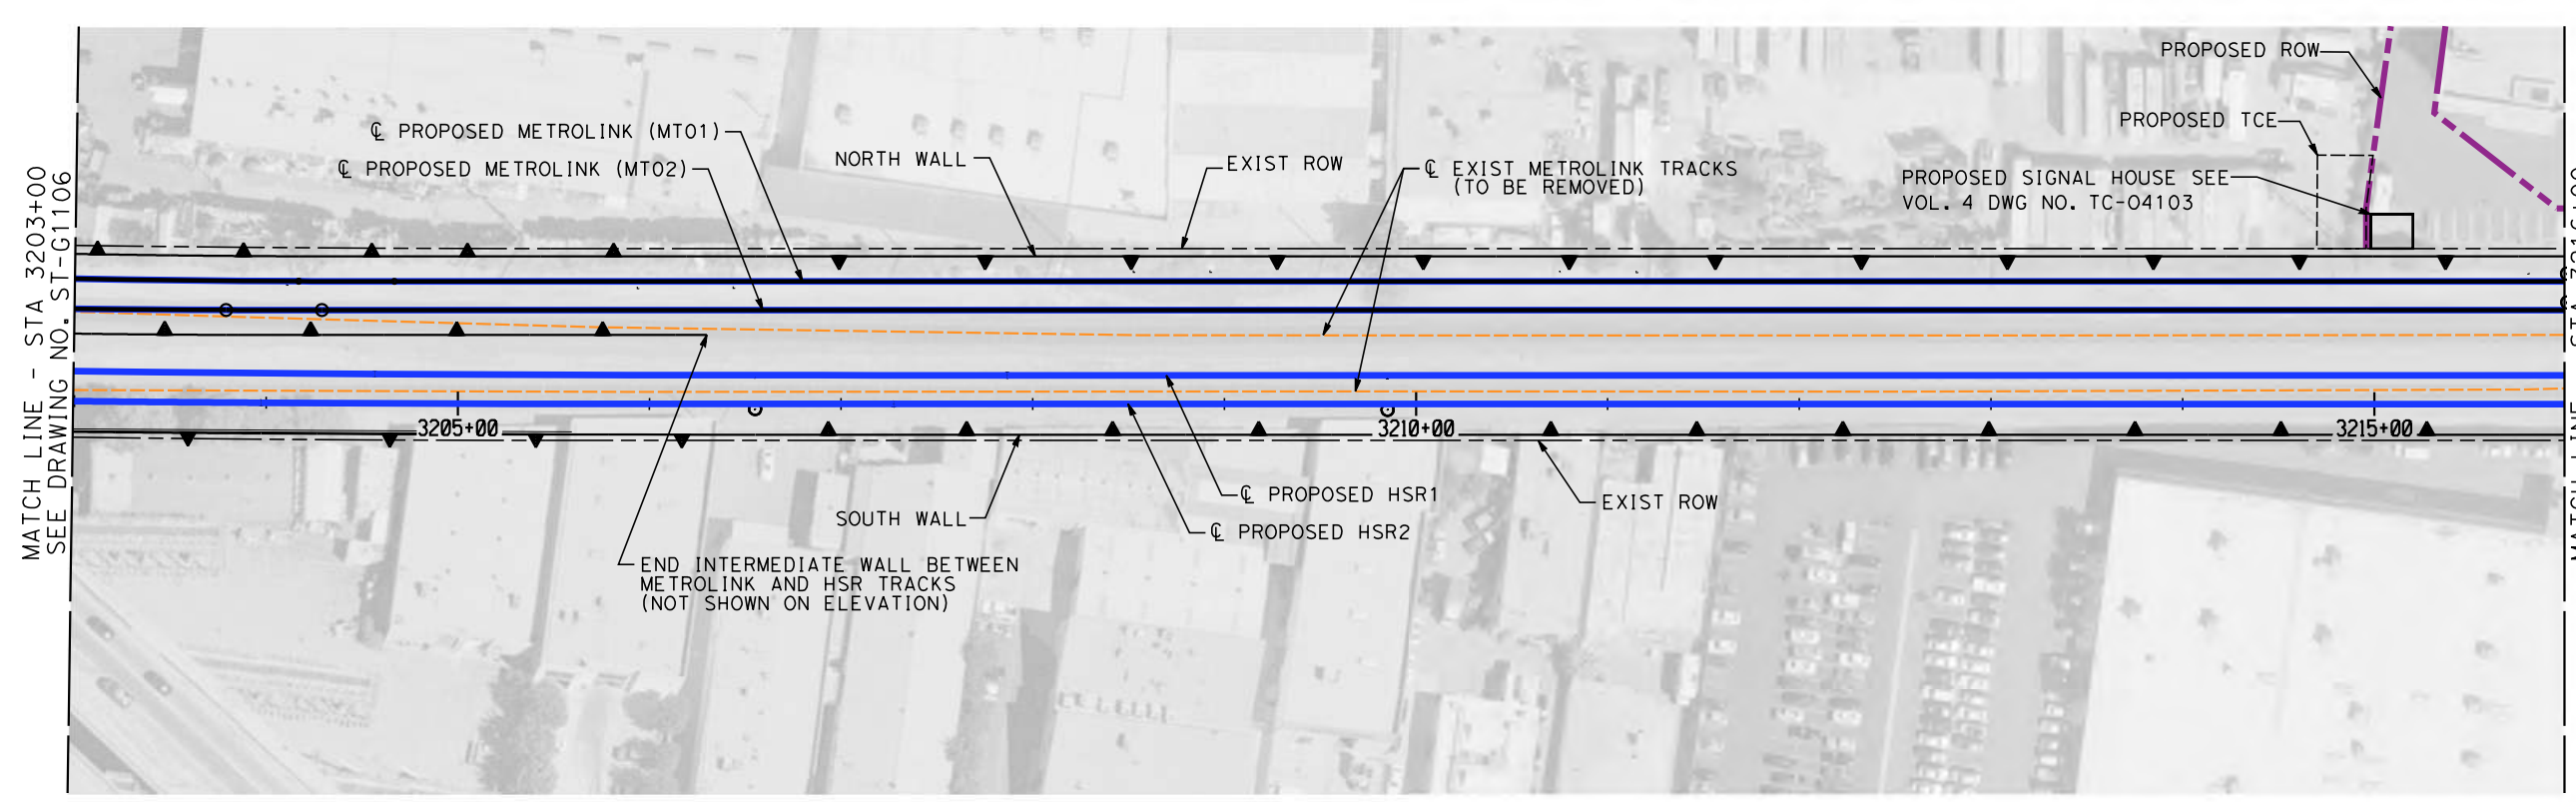 MATCH LINE - STA 3203+00
SEE DRAWING NO. ST-G1106
℄ PROPOSED METROLINK (MT01)
℄ PROPOSED METROLINK (MT02)
NORTH WALL
EXIST ROW
℄ EXIST METROLINK TRACKS
(TO BE REMOVED)
PROPOSED ROW
PROPOSED TCE
PROPOSED SIGNAL HOUSE SEE
VOL. 4 DWG NO. TC-O4103
3205+00
3210+00
3215+00
SOUTH WALL
℄ PROPOSED HSR1
℄ PROPOSED HSR2
EXIST ROW
END INTERMEDIATE WALL BETWEEN
METROLINK AND HSR TRACKS
(NOT SHOWN ON ELEVATION)